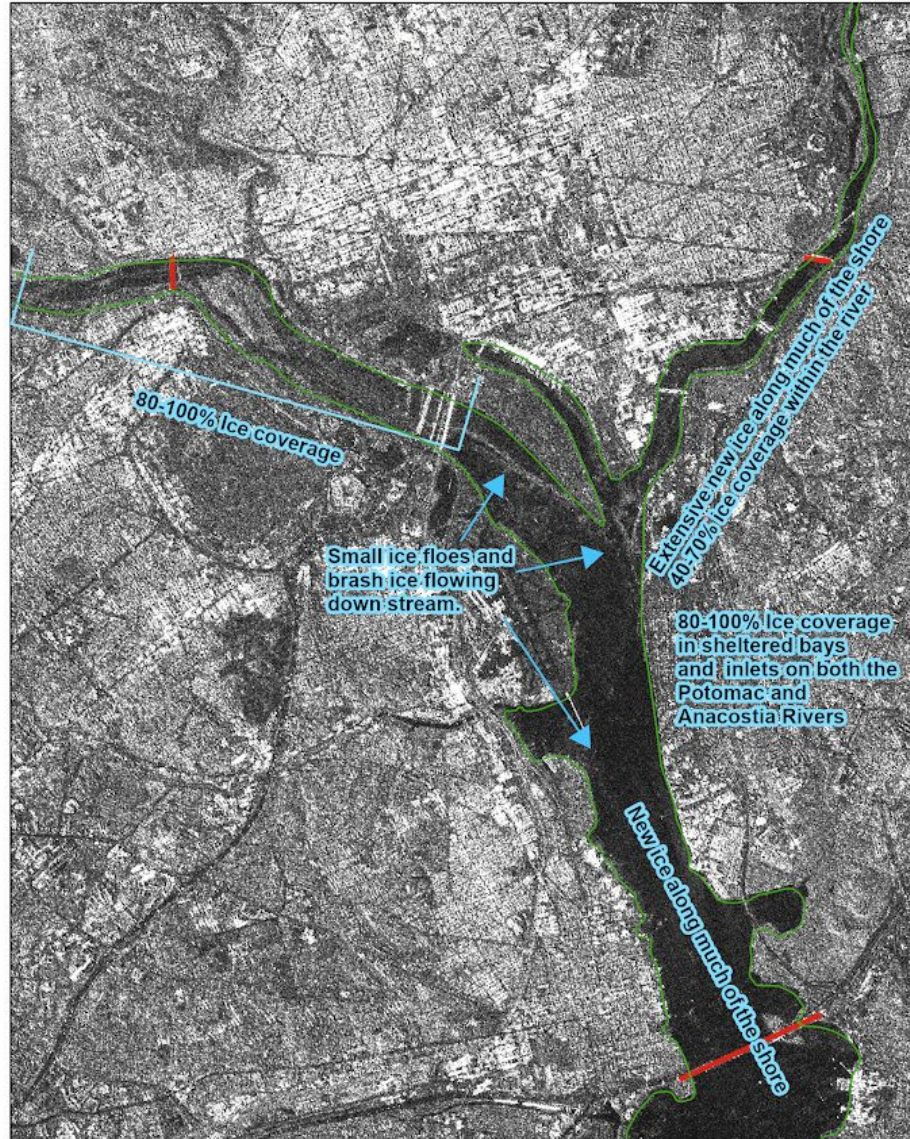 80-100% Ice coverage
Small ice floes and
brash ice flowing
down stream.
Extensive new ice along much of the shore
40-70% ice coverage within the river
80-100% Ice coverage
in sheltered bays
and inlets on both the
Potomac and
Anacostia Rivers
New ice along much of the shore